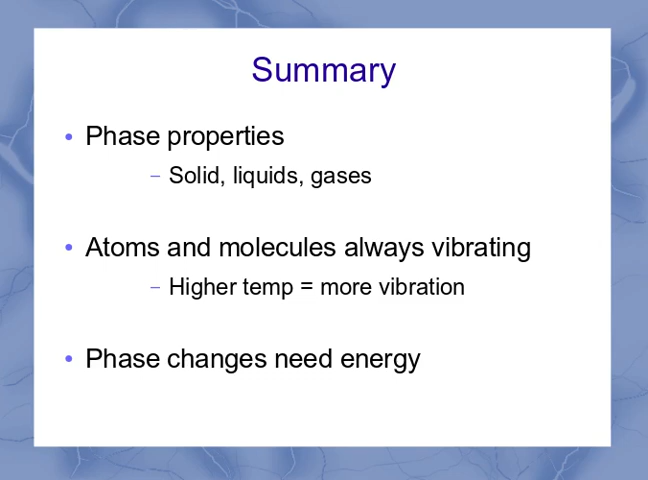 Summary
• Phase properties
– Solid, liquids, gases
• Atoms and molecules always vibrating
– Higher temp = more vibration
• Phase changes need energy